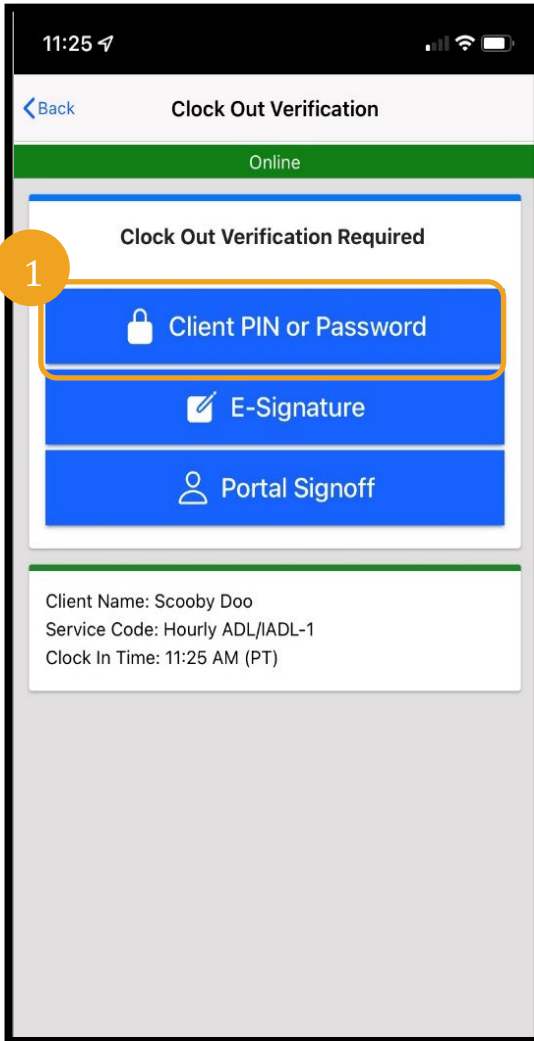 11:25
Back Clock Out Verification
Online
Clock Out Verification Required
1
Client PIN or Password
E-Signature
Portal Signoff
Client Name: Scooby Doo
Service Code: Hourly ADL/IADL-1
Clock In Time: 11:25 AM (PT)